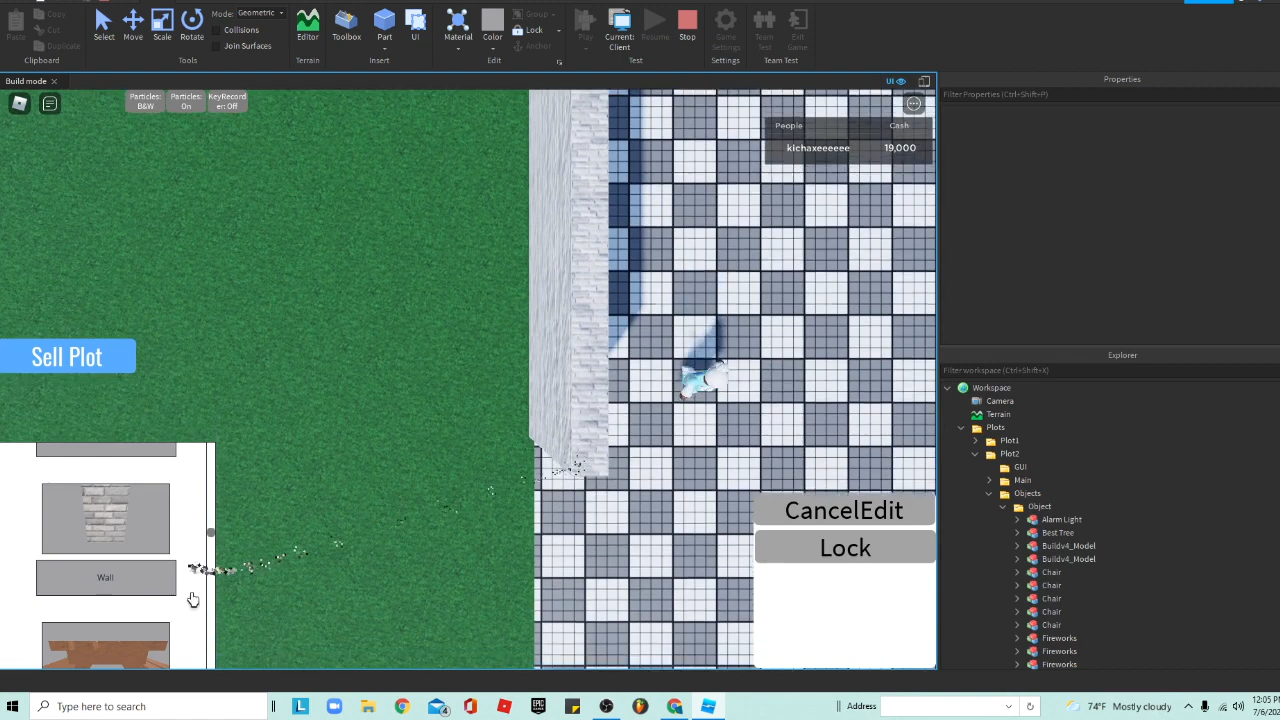 Paste
Cut
Copy
Duplicate
Clipboard
Select
Move
Scale
Rotate
Mode: Geometric
Collisions
Join Surfaces
Tools
Editor
Terrain
Toolbox
Part
UI
Insert
Material
Color
Group
Lock
Anchor
Edit
Play
Current:
Client
Resume
Stop
Test
Game
Settings
Settings
Team
Test
Exit
Game
Team Test
Build mode
UI
Particles:
B&W
Particles:
On
KeyRecord
er: Off
People Cash
kichaxeeeeee 19,000
Sell Plot
Wall
CancelEdit
Lock
Properties
Filter Properties (Ctrl+Shift+P)
Explorer
Filter workspace (Ctrl+Shift+X)
Workspace
Camera
Terrain
Plots
Plot1
Plot2
GUI
Main
Objects
Object
Alarm Light
Best Tree
Buildv4_Model
Buildv4_Model
Chair
Chair
Chair
Chair
Chair
Fireworks
Fireworks
Fireworks
Type here to search
4
EPIC
GAMES
Address
74°F Mostly cloudy
12:05